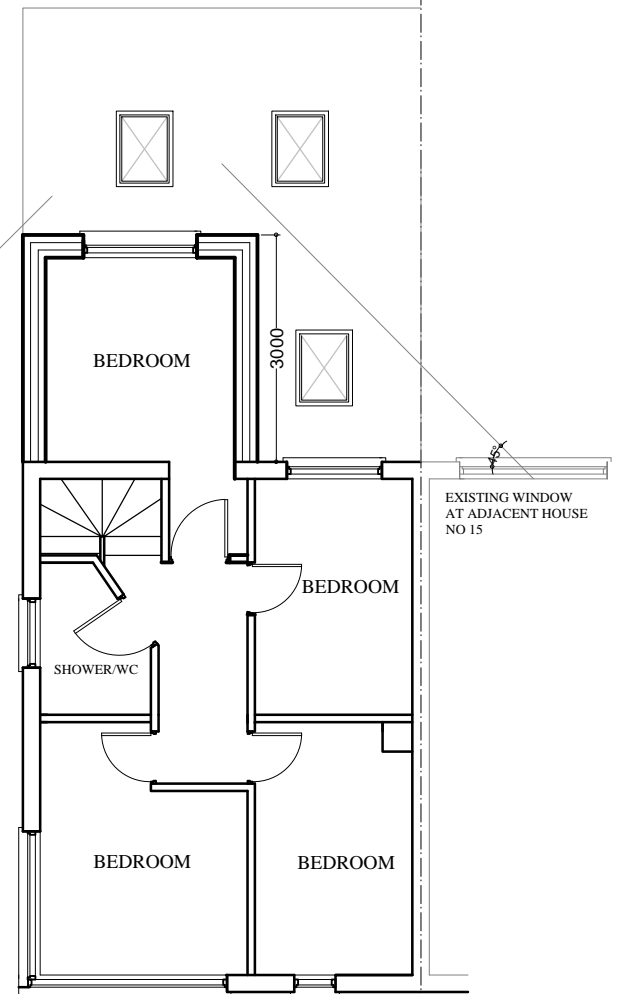 BEDROOM
3000
45°
EXISTING WINDOW
AT ADJACENT HOUSE
NO 15
BEDROOM
SHOWER/WC
BEDROOM
BEDROOM